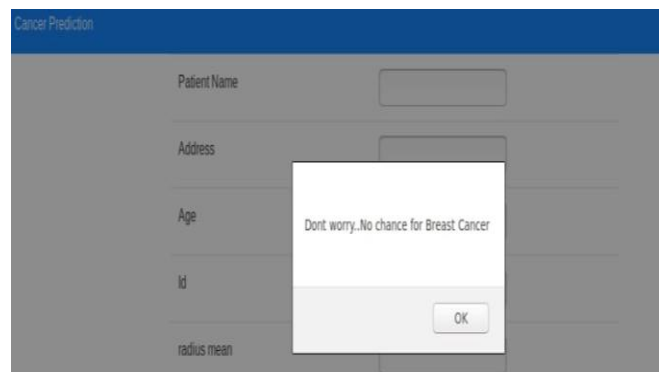 Cancer Prediction
Patient Name
Address
Age
Dont worry..No chance for Breast Cancer
Id
OK
radius mean